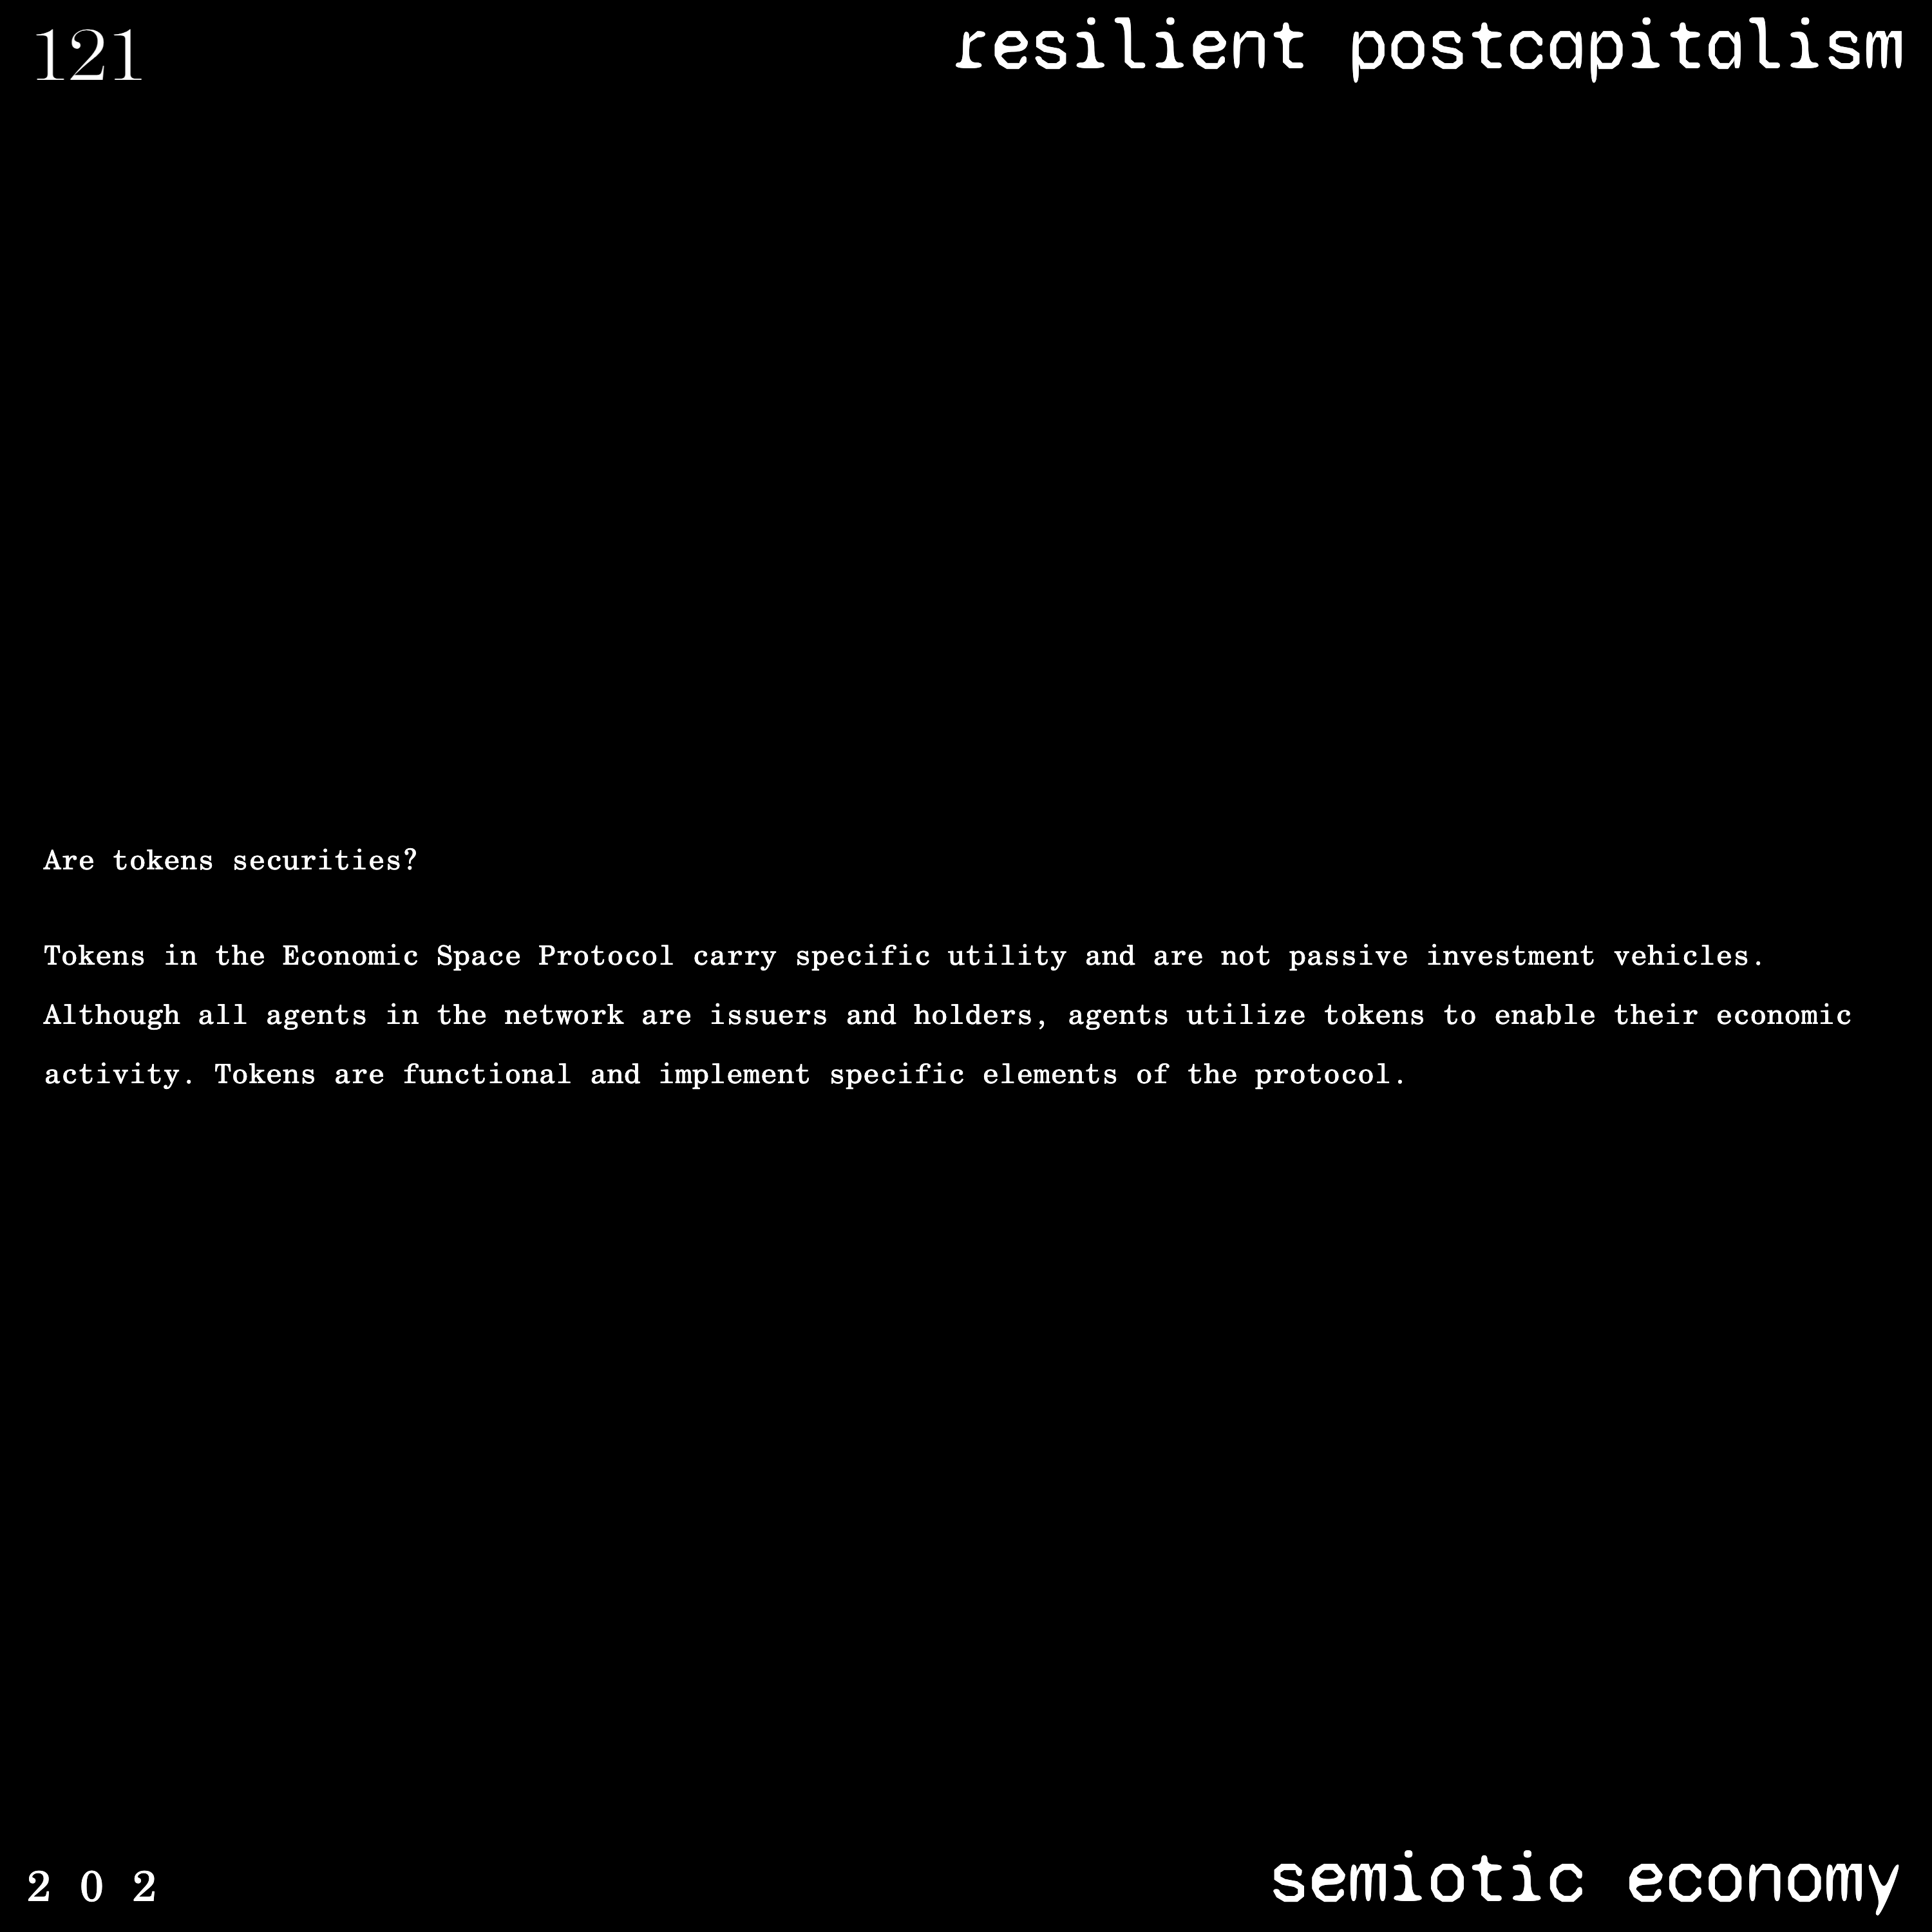 121
resilient postcapitalism
Are tokens securities?
Tokens in the Economic Space Protocol carry specific utility and are not passive investment vehicles.
Although all agents in the network are issuers and holders, agents utilize tokens to enable their economic
activity. Tokens are functional and implement specific elements of the protocol.
2 0 2
semiotic economy